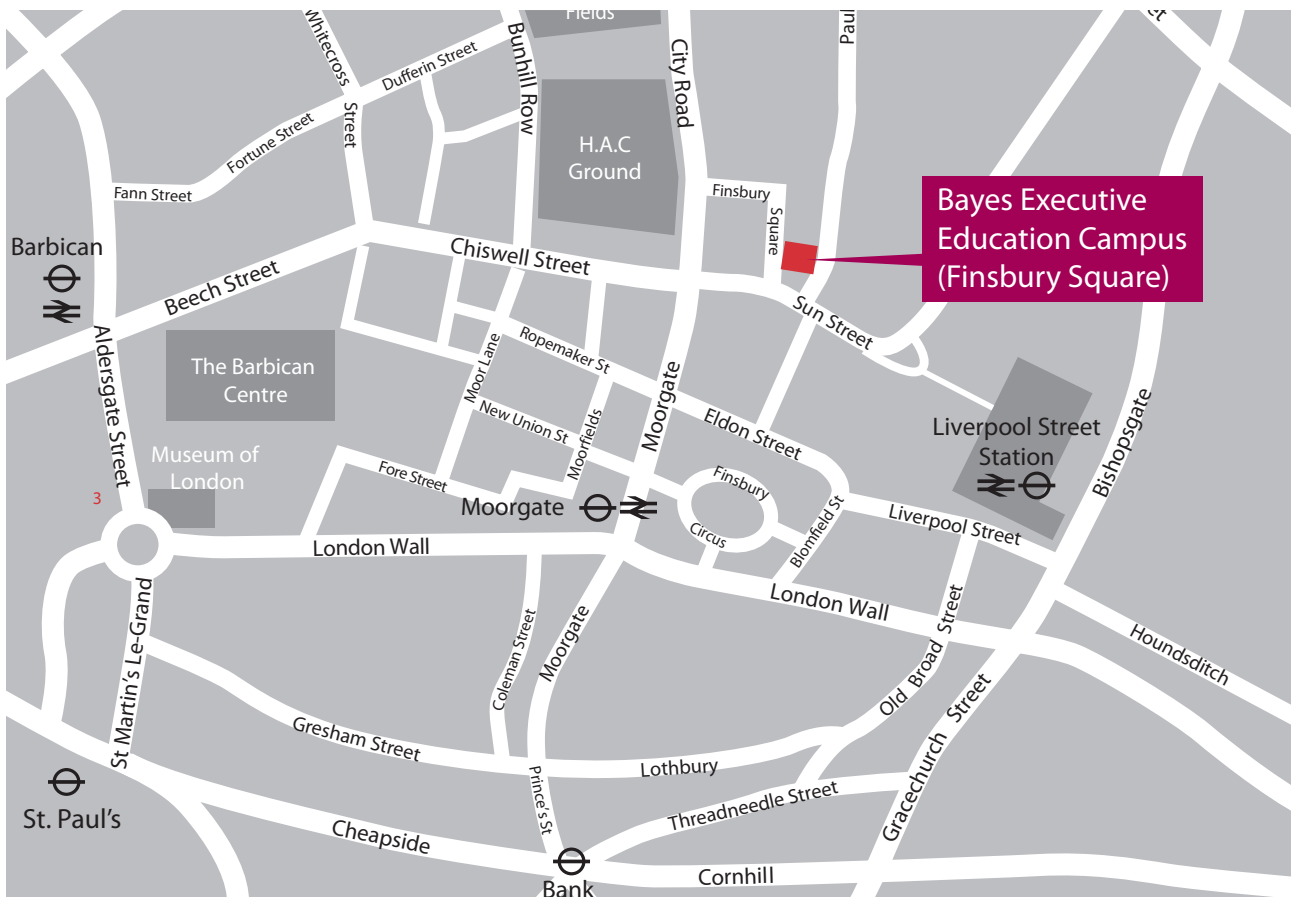 Fields
Whitecross
Street
Dufferin Street
Bunhill Row
City Road
Paul
Fortune Street
H.A.C
Ground
Fann Street
Finsbury
Square
Bayes Executive
Education Campus
(Finsbury Square)
Barbican
Chiswell Street
Beech Street
Sun Street
Aldersgate Street
Ropemaker St
The Barbican
Centre
Moor Lane
Moorgate
New Union St
Moorfields
Eldon Street
Bishopsgate
Liverpool Street
Station
Museum of
London
Fore Street
Finsbury
Circus
3
Moorgate
Blomfield St
Liverpool Street
London Wall
London Wall
St Martin's Le-Grand
Coleman Street
Moorgate
Old Broad Street
Houndsditch
Gresham Street
Lothbury
Gracechurch Street
Prince's St
Threadneedle Street
St. Paul's
Cheapside
Cornhill
Bank